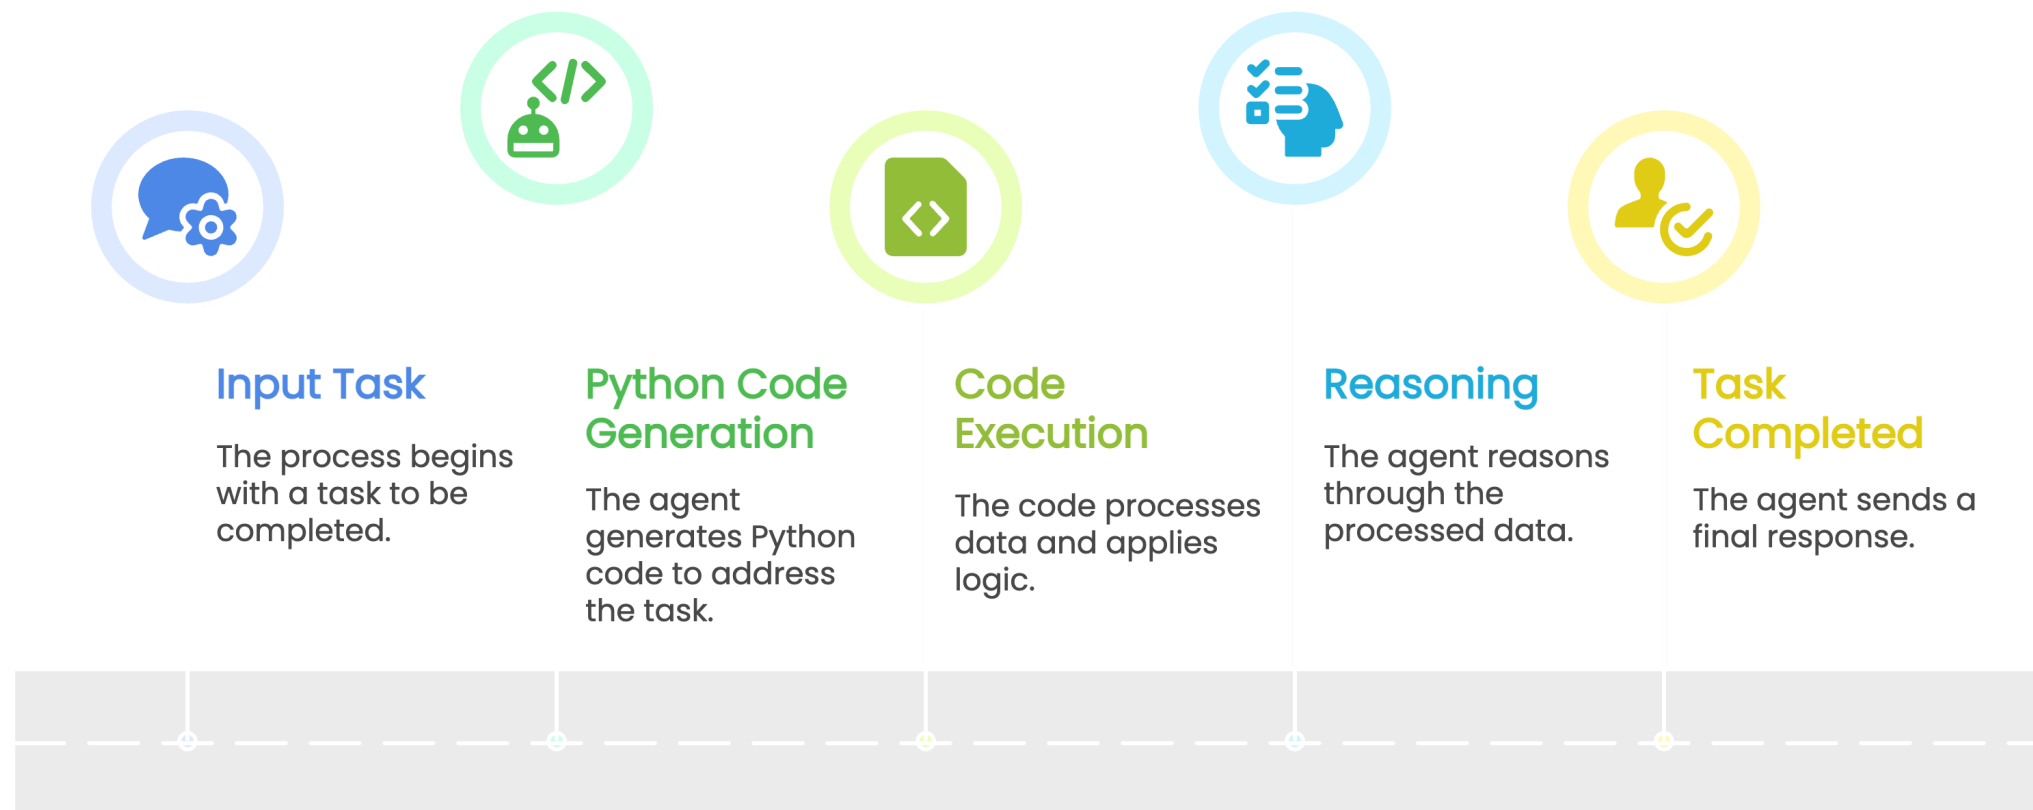 Input Task
The process begins
with a task to be
completed.
Python Code
Generation
The agent
generates Python
code to address
the task.
Code
Execution
The code processes
data and applies
logic.
Reasoning
The agent reasons
through the
processed data.
Task
Completed
The agent sends a
final response.